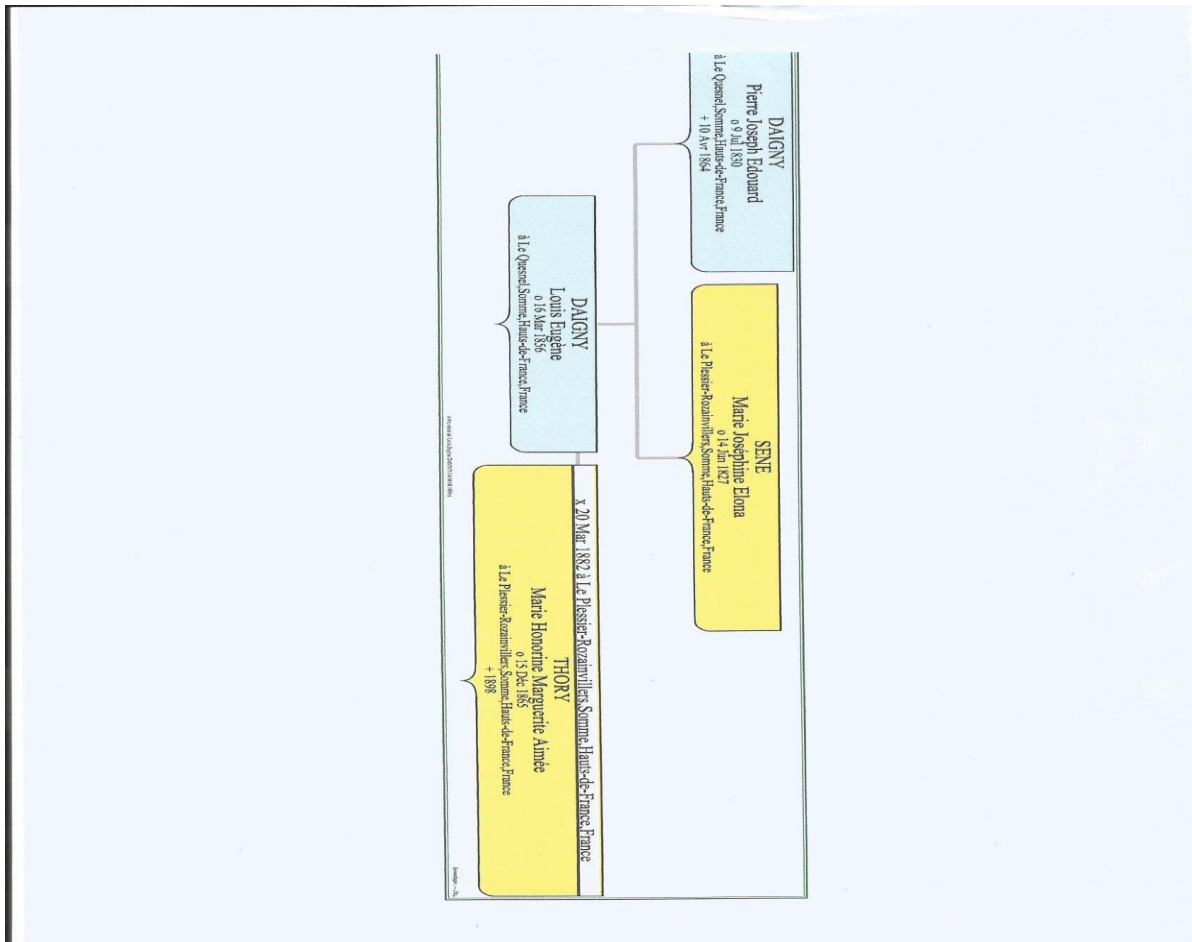 DAIGNY
Pierre Joseph Edouard
o 9 Jul 1830
à Le Quesnel,Somme,Hauts-de-France,France
+ 10 Avr 1864
SENE
Marie Joséphine Elona
o 14 Jun 1827
à Le Plessier-Rozainvillers,Somme,Hauts-de-France,France
DAIGNY
Louis Eugène
o 16 Mar 1856
à Le Quesnel,Somme,Hauts-de-France,France
x 20 Mar 1882 à Le Plessier-Rozainvillers,Somme,Hauts-de-France,France
THORY
Marie Honorine Marguerite Aimée
o 15 Déc 1865
à Le Plessier-Rozainvillers,Somme,Hauts-de-France,France
+ 1898